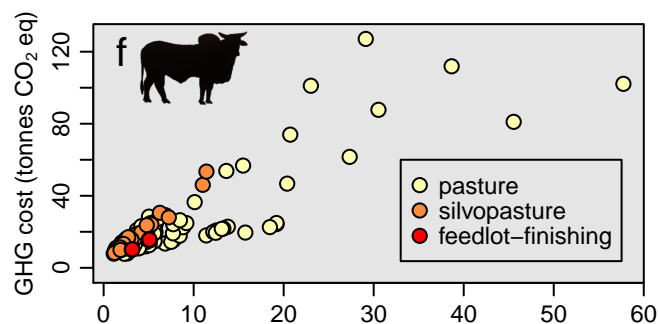 f
GHG cost (tonnes CO₂ eq)
120
80
40
0
pasture
silvopasture
feedlot−finishing
0 10 20 30 40 50 60